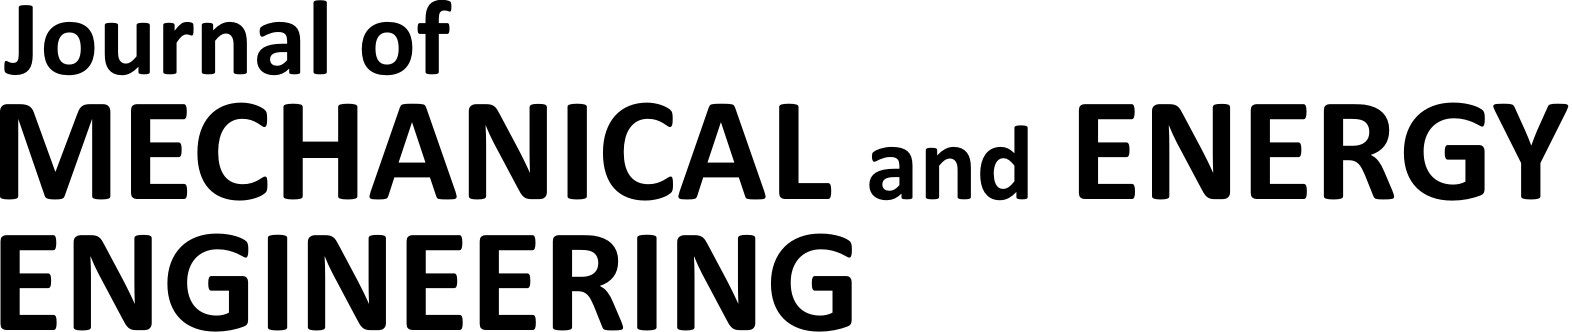 Journal of
MECHANICAL and ENERGY
ENGINEERING